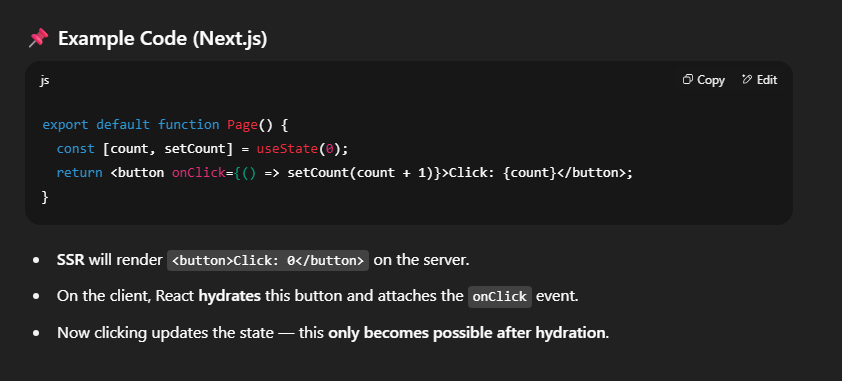 📌 Example Code (Next.js)
js Copy Edit
export default function Page() {
  const [count, setCount] = useState(0);
  return <button onClick={() => setCount(count + 1)}>Click: {count}</button>;
}
• SSR will render <button>Click: 0</button> on the server.
• On the client, React hydrates this button and attaches the onClick event.
• Now clicking updates the state — this only becomes possible after hydration.